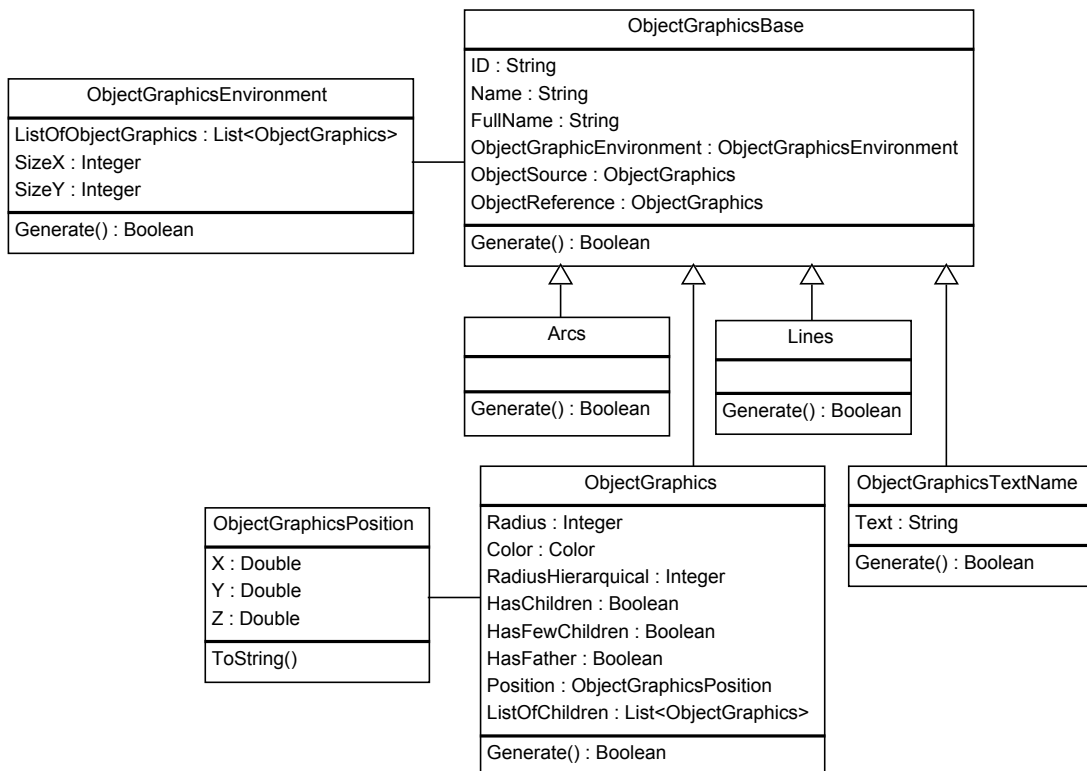 ObjectGraphicsBase
ID : String
Name : String
FullName : String
ObjectGraphicEnvironment : ObjectGraphicsEnvironment
ObjectSource : ObjectGraphics
ObjectReference : ObjectGraphics
Generate() : Boolean
ObjectGraphicsEnvironment
ListOfObjectGraphics : List<ObjectGraphics>
SizeX : Integer
SizeY : Integer
Generate() : Boolean
Arcs
Generate() : Boolean
Lines
Generate() : Boolean
ObjectGraphics
Radius : Integer
Color : Color
RadiusHierarquical : Integer
HasChildren : Boolean
HasFewChildren : Boolean
HasFather : Boolean
Position : ObjectGraphicsPosition
ListOfChildren : List<ObjectGraphics>
Generate() : Boolean
ObjectGraphicsTextName
Text : String
Generate() : Boolean
ObjectGraphicsPosition
X : Double
Y : Double
Z : Double
ToString()